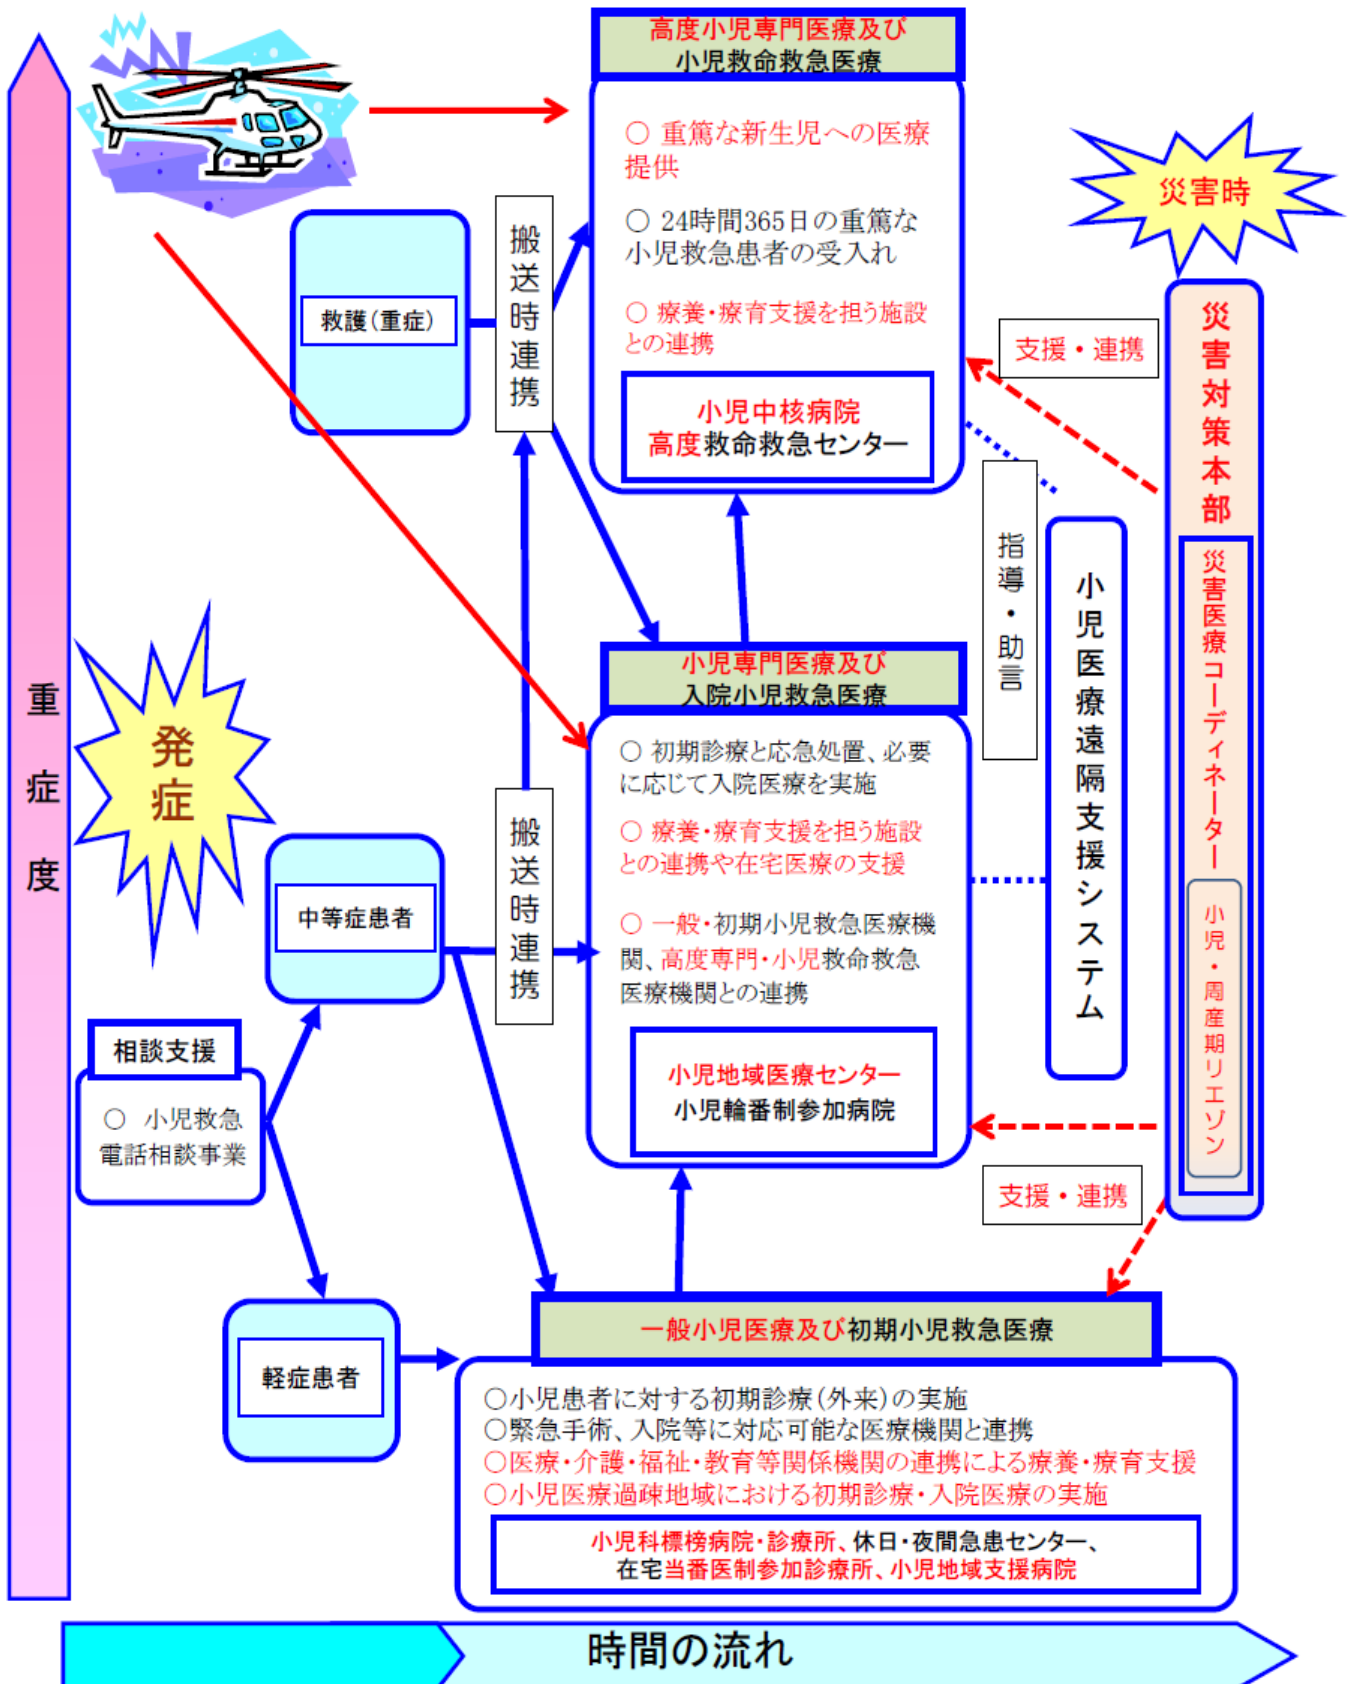 高度小児専門医療及び
小児救命救急医療
○ 重篤な新生児への医療
提供
○ 24時間365日の重篤な
小児救急患者の受入れ
○ 療養・療育支援を担う施設
との連携
小児中核病院
高度救命救急センター
災害時
救護(重症)
搬送時連携
支援・連携
災害対策本部
災害医療コーディネーター
小児・周産期リエゾン
指導・助言
小児医療遠隔支援システム
重症度
発症
小児専門医療及び
入院小児救急医療
○ 初期診療と応急処置、必要
に応じて入院医療を実施
○ 療養・療育支援を担う施設
との連携や在宅医療の支援
○ 一般・初期小児救急医療機
関、高度専門・小児救命救急
医療機関との連携
小児地域医療センター
小児輪番制参加病院
搬送時連携
中等症患者
相談支援
○ 小児救急
電話相談事業
支援・連携
軽症患者
一般小児医療及び初期小児救急医療
○小児患者に対する初期診療(外来)の実施
○緊急手術、入院等に対応可能な医療機関と連携
○医療・介護・福祉・教育等関係機関の連携による療養・療育支援
○小児医療過疎地域における初期診療・入院医療の実施
小児科標榜病院・診療所、休日・夜間急患センター、
在宅当番医制参加診療所、小児地域支援病院
時間の流れ